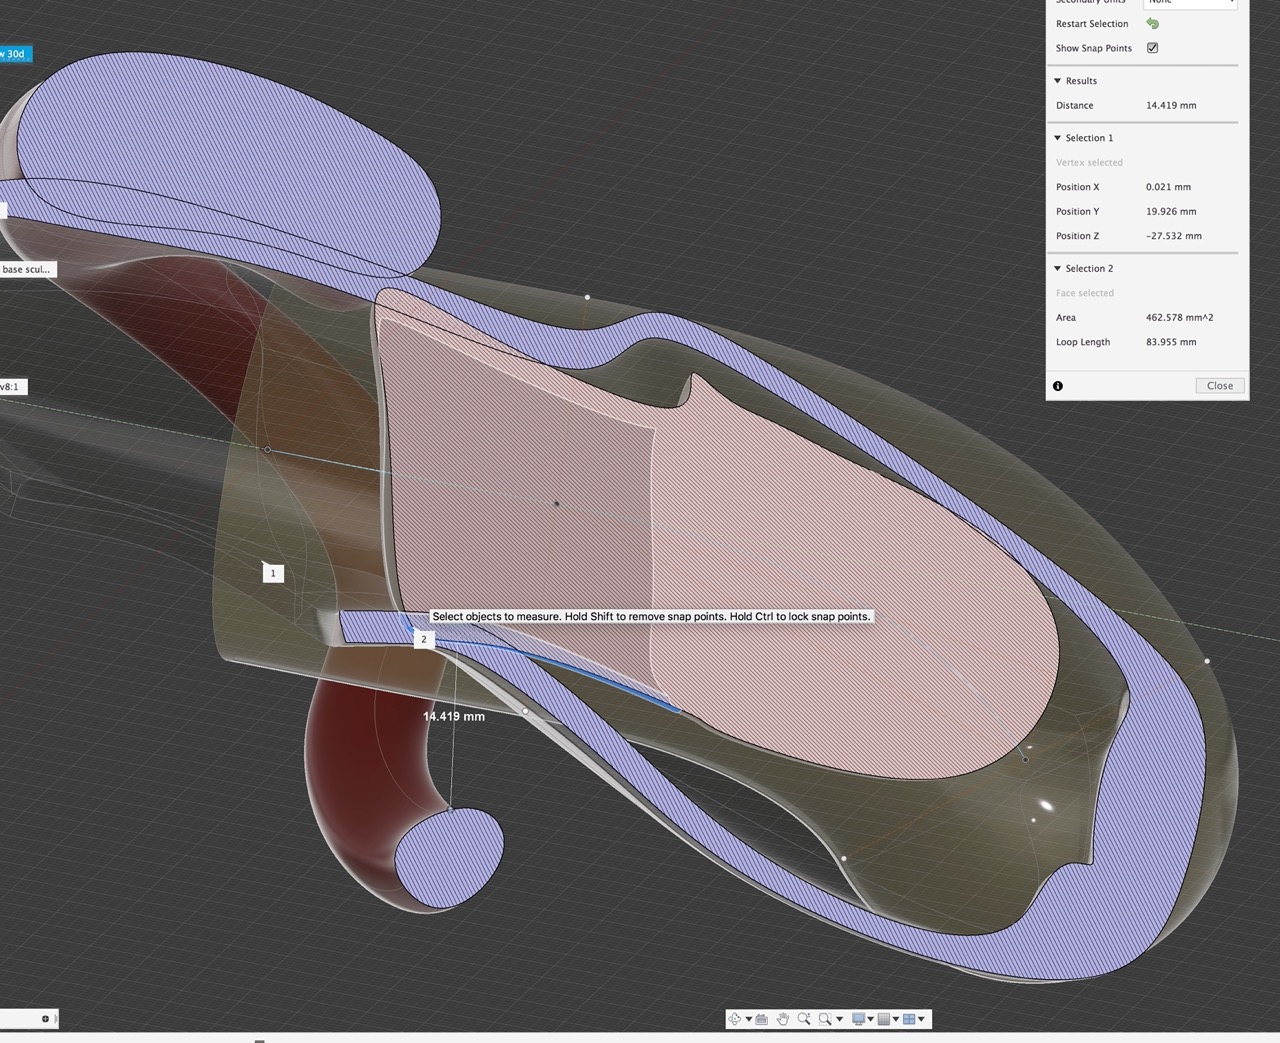 w 30d
base scul...
v8:1
1
2
Select objects to measure. Hold Shift to remove snap points. Hold Ctrl to lock snap points.
14.419 mm
Secondary Units
None
Restart Selection
Show Snap Points
Results
Distance 14.419 mm
Selection 1
Vertex selected
Position X 0.021 mm
Position Y 19.926 mm
Position Z −27.532 mm
Selection 2
Face selected
Area 462.578 mm^2
Loop Length 83.955 mm
Close